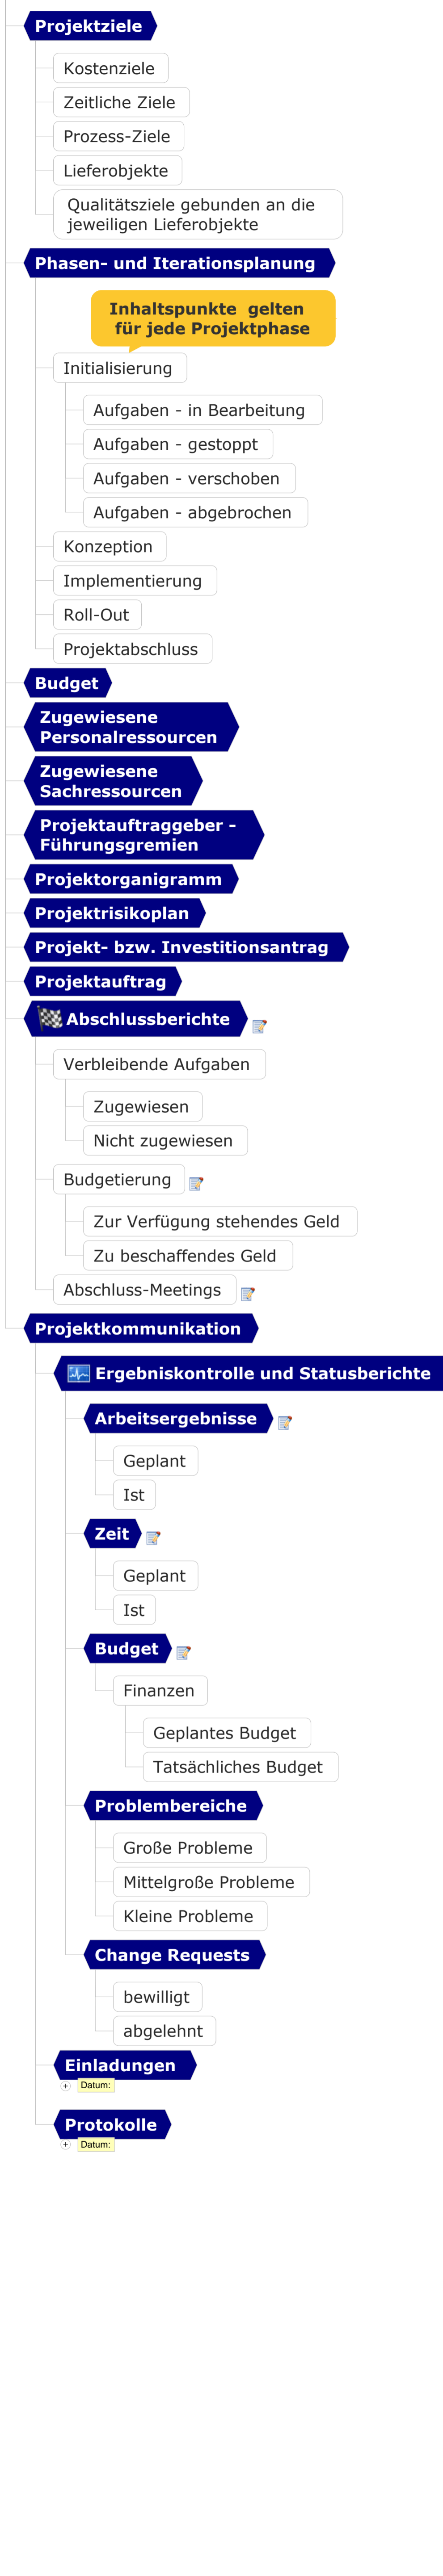 Projektziele
Kostenziele
Zeitliche Ziele
Prozess-Ziele
Lieferobjekte
Qualitätsziele gebunden an die
jeweiligen Lieferobjekte
Phasen- und Iterationsplanung
Inhaltspunkte gelten
für jede Projektphase
Initialisierung
Aufgaben - in Bearbeitung
Aufgaben - gestoppt
Aufgaben - verschoben
Aufgaben - abgebrochen
Konzeption
Implementierung
Roll-Out
Projektabschluss
Budget
Zugewiesene
Personalressourcen
Zugewiesene
Sachressourcen
Projektauftraggeber -
Führungsgremien
Projektorganigramm
Projektrisikoplan
Projekt- bzw. Investitionsantrag
Projektauftrag
Abschlussberichte
Verbleibende Aufgaben
Zugewiesen
Nicht zugewiesen
Budgetierung
Zur Verfügung stehendes Geld
Zu beschaffendes Geld
Abschluss-Meetings
Projektkommunikation
Ergebniskontrolle und Statusberichte
Arbeitsergebnisse
Geplant
Ist
Zeit
Geplant
Ist
Budget
Finanzen
Geplantes Budget
Tatsächliches Budget
Problembereiche
Große Probleme
Mittelgroße Probleme
Kleine Probleme
Change Requests
bewilligt
abgelehnt
Einladungen
Datum:
Protokolle
Datum: